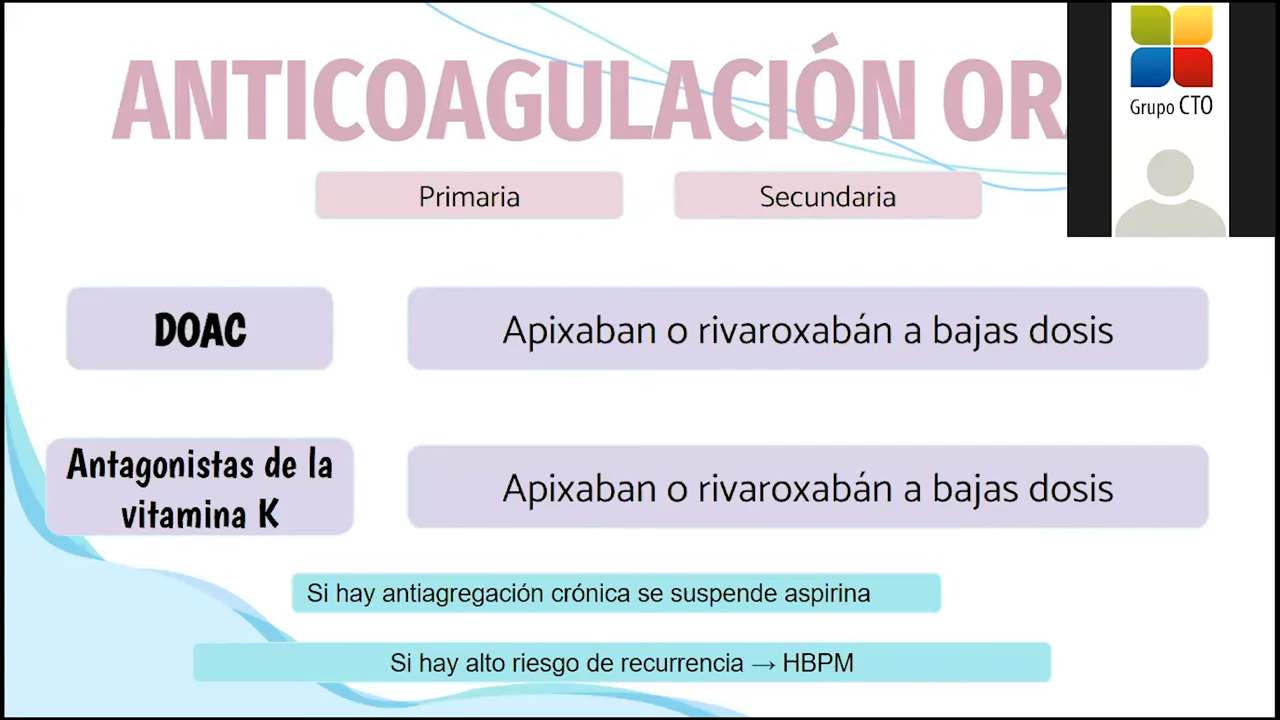 ANTICOAGULACIÓN OR
Grupo CTO
Primaria
Secundaria
DOAC
Apixaban o rivaroxabán a bajas dosis
Antagonistas de la
vitamina K
Apixaban o rivaroxabán a bajas dosis
Si hay antiagregación crónica se suspende aspirina
Si hay alto riesgo de recurrencia → HBPM